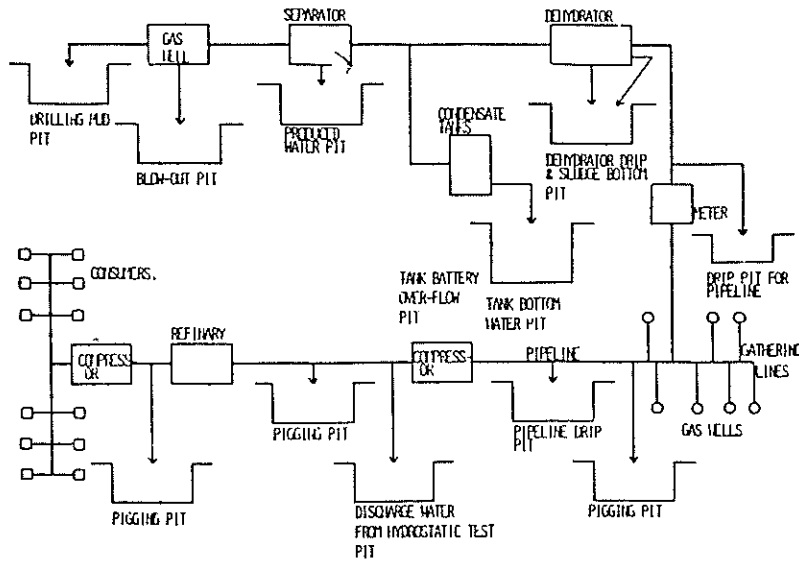 SEPARATOR
DEHYDRATOR
GAS
WELL
DRILLING MUD
PIT
BLOW-OUT PIT
PRODUCED
WATER PIT
CONDENSATE
TANKS
DEHYDRATOR DRIP
& SLUDGE BOTTOM
PIT
METER
DRIP PIT FOR
PIPELINE
TANK BATTERY
OVER-FLOW
PIT
TANK BOTTOM
WATER PIT
CONSUMERS.
COMPRESS-
OR
REFINARY
COMPRESS-
OR
PIPELINE
GATHERING
LINES
GAS WELLS
PIGGING PIT
PIPELINE DRIP
PIT
PIGGING PIT
DISCHARGE WATER
FROM HYDROSTATIC TEST
PIT
PIGGING PIT